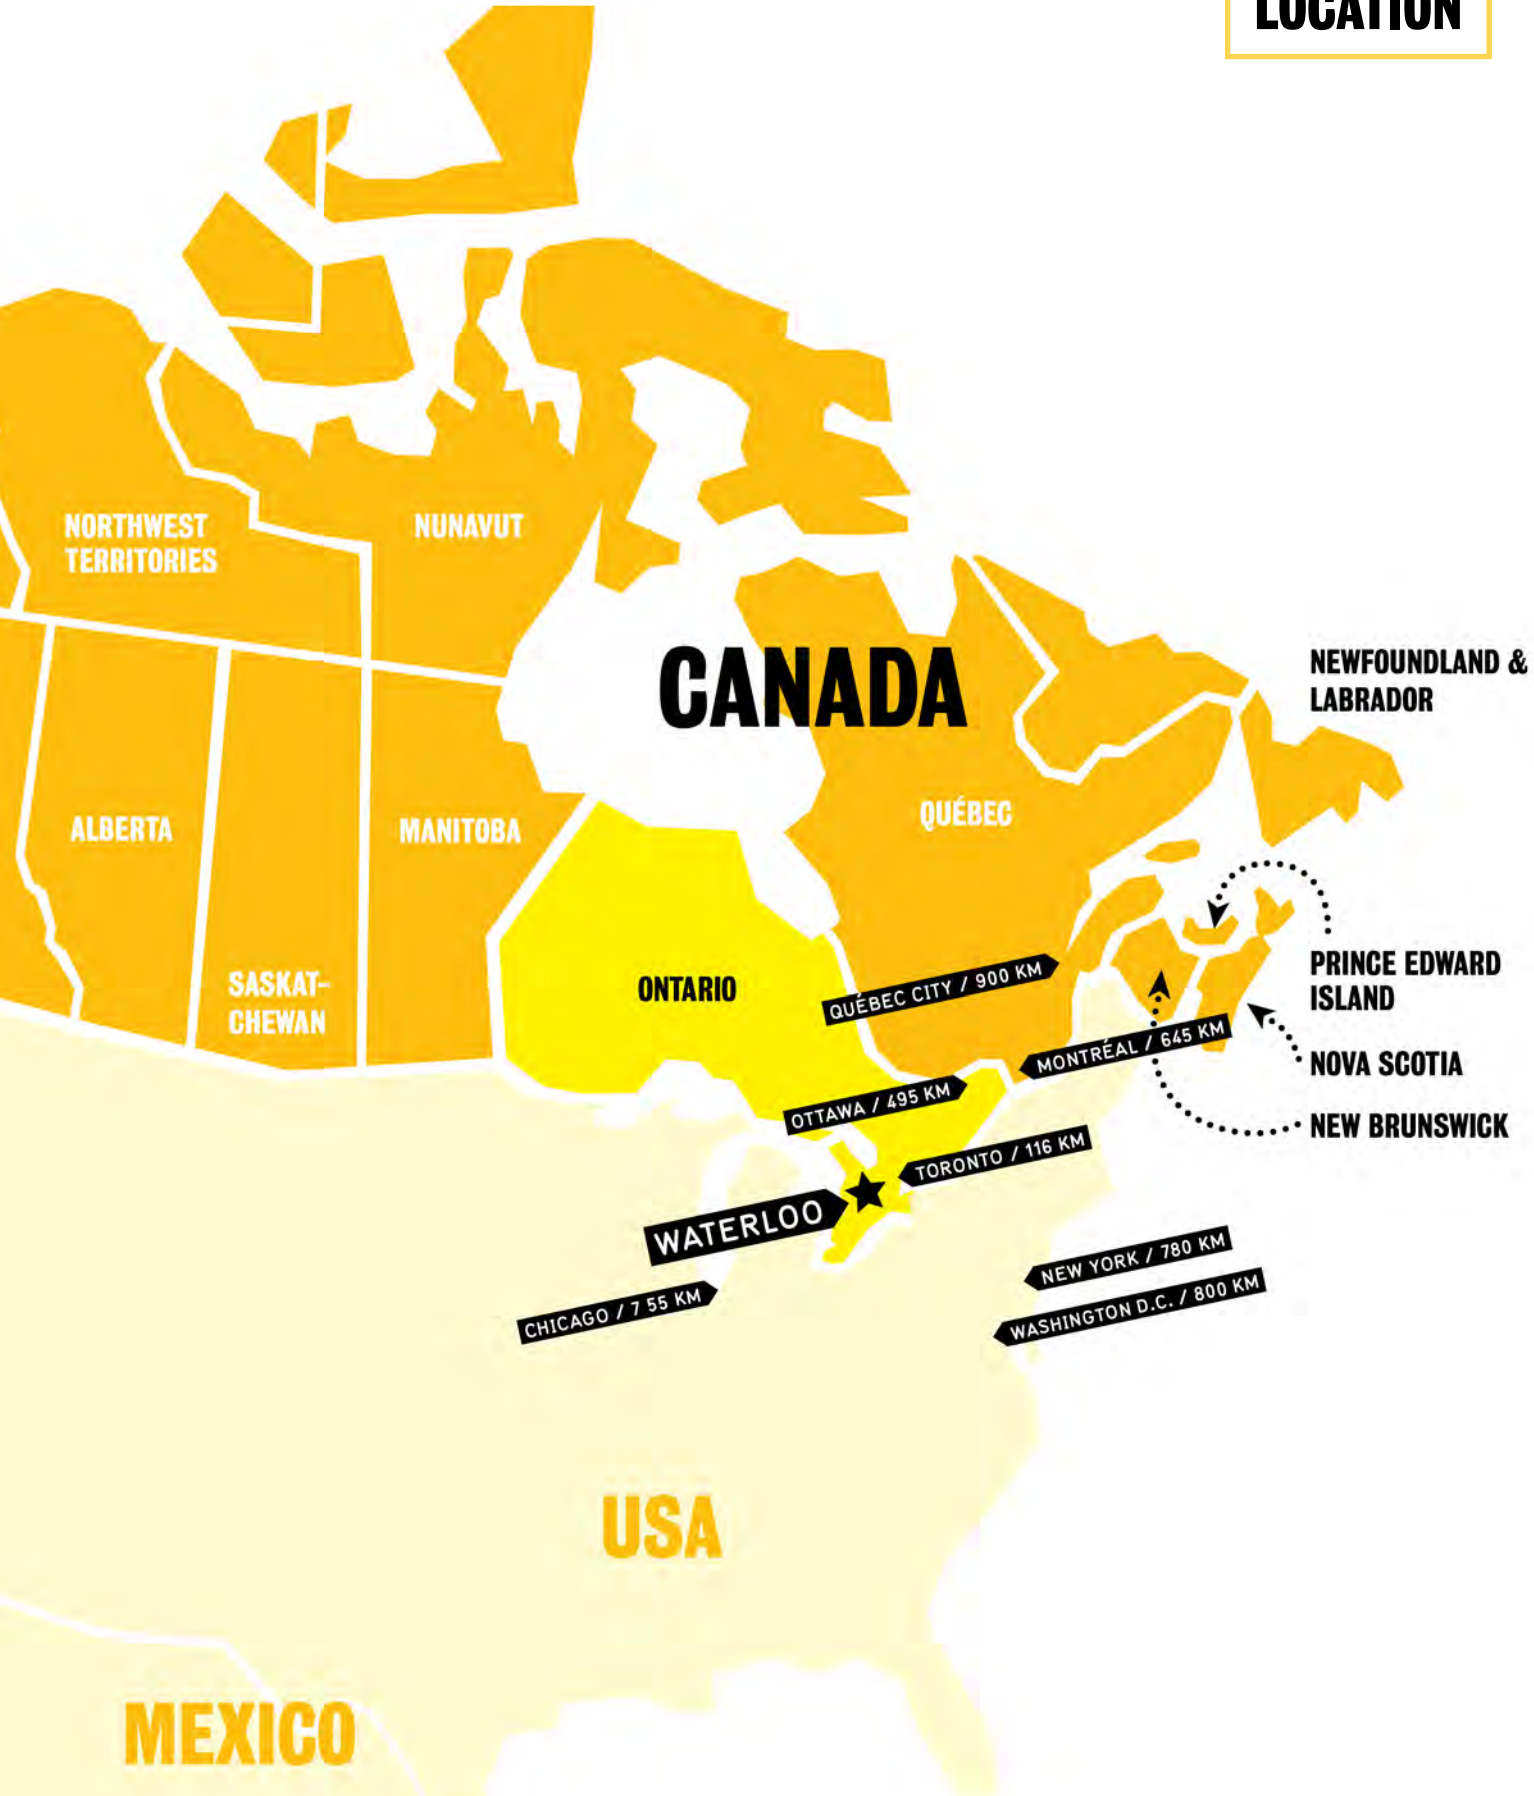 LOCATION
NORTHWEST
TERRITORIES
NUNAVUT
CANADA
NEWFOUNDLAND &
LABRADOR
ALBERTA
MANITOBA
QUÉBEC
SASKAT-
CHEWAN
ONTARIO
QUÉBEC CITY / 900 KM
PRINCE EDWARD
ISLAND
MONTRÉAL / 645 KM
NOVA SCOTIA
OTTAWA / 495 KM
NEW BRUNSWICK
TORONTO / 116 KM
WATERLOO
NEW YORK / 780 KM
CHICAGO / 7 55 KM
WASHINGTON D.C. / 800 KM
USA
MEXICO